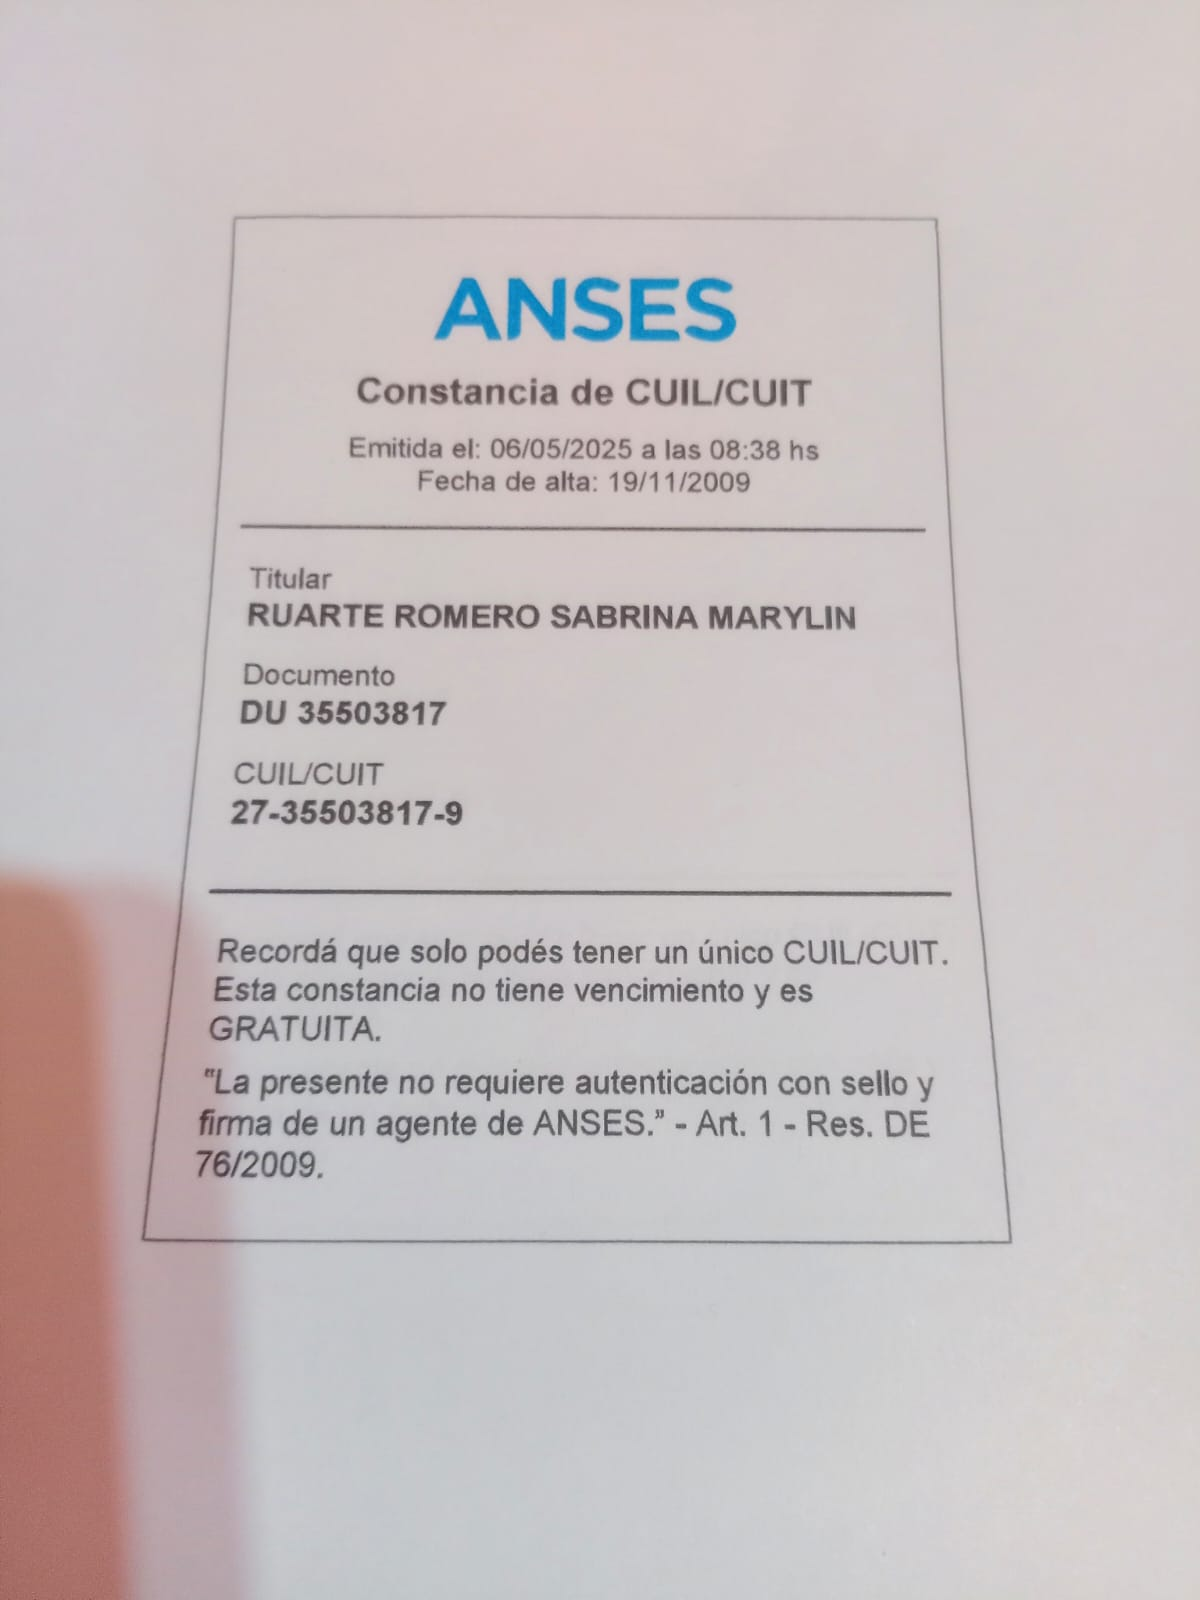 ANSES
Constancia de CUIL/CUIT
Emitida el: 06/05/2025 a las 08:38 hs
Fecha de alta: 19/11/2009
Titular
RUARTE ROMERO SABRINA MARYLIN
Documento
DU 35503817
CUIL/CUIT
27-35503817-9
Recordá que solo podés tener un único CUIL/CUIT.
Esta constancia no tiene vencimiento y es
GRATUITA.
"La presente no requiere autenticación con sello y
firma de un agente de ANSES." - Art. 1 - Res. DE
76/2009.